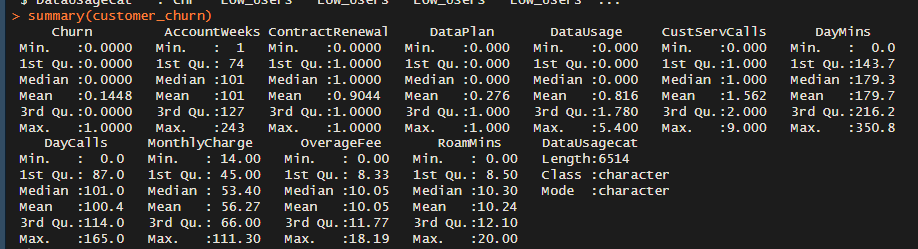 > summary(customer_churn)
Churn AccountWeeks ContractRenewal DataPlan DataUsage CustServCalls DayMins
Min. :0.0000 Min. : 1 Min. :0.0000 Min. :0.000 Min. :0.000 Min. :0.000 Min. : 0.0
1st Qu.:0.0000 1st Qu.: 74 1st Qu.:1.0000 1st Qu.:0.000 1st Qu.:0.000 1st Qu.:1.000 1st Qu.:143.7
Median :0.0000 Median :101 Median :1.0000 Median :0.000 Median :0.000 Median :1.000 Median :179.3
Mean :0.1448 Mean :101 Mean :0.9044 Mean :0.276 Mean :0.816 Mean :1.562 Mean :179.7
3rd Qu.:0.0000 3rd Qu.:127 3rd Qu.:1.0000 3rd Qu.:1.000 3rd Qu.:1.780 3rd Qu.:2.000 3rd Qu.:216.2
Max. :1.0000 Max. :243 Max. :1.0000 Max. :1.000 Max. :5.400 Max. :9.000 Max. :350.8
DayCalls MonthlyCharge OverageFee RoamMins DataUsagecat
Min. : 0.0 Min. : 14.00 Min. : 0.00 Min. : 0.00 Length:6514
1st Qu.: 87.0 1st Qu.: 45.00 1st Qu.: 8.33 1st Qu.: 8.50 Class :character
Median :101.0 Median : 53.40 Median :10.05 Median :10.30 Mode :character
Mean :100.4 Mean : 56.27 Mean :10.05 Mean :10.24
3rd Qu.:114.0 3rd Qu.: 66.00 3rd Qu.:11.77 3rd Qu.:12.10
Max. :165.0 Max. :111.30 Max. :18.19 Max. :20.00